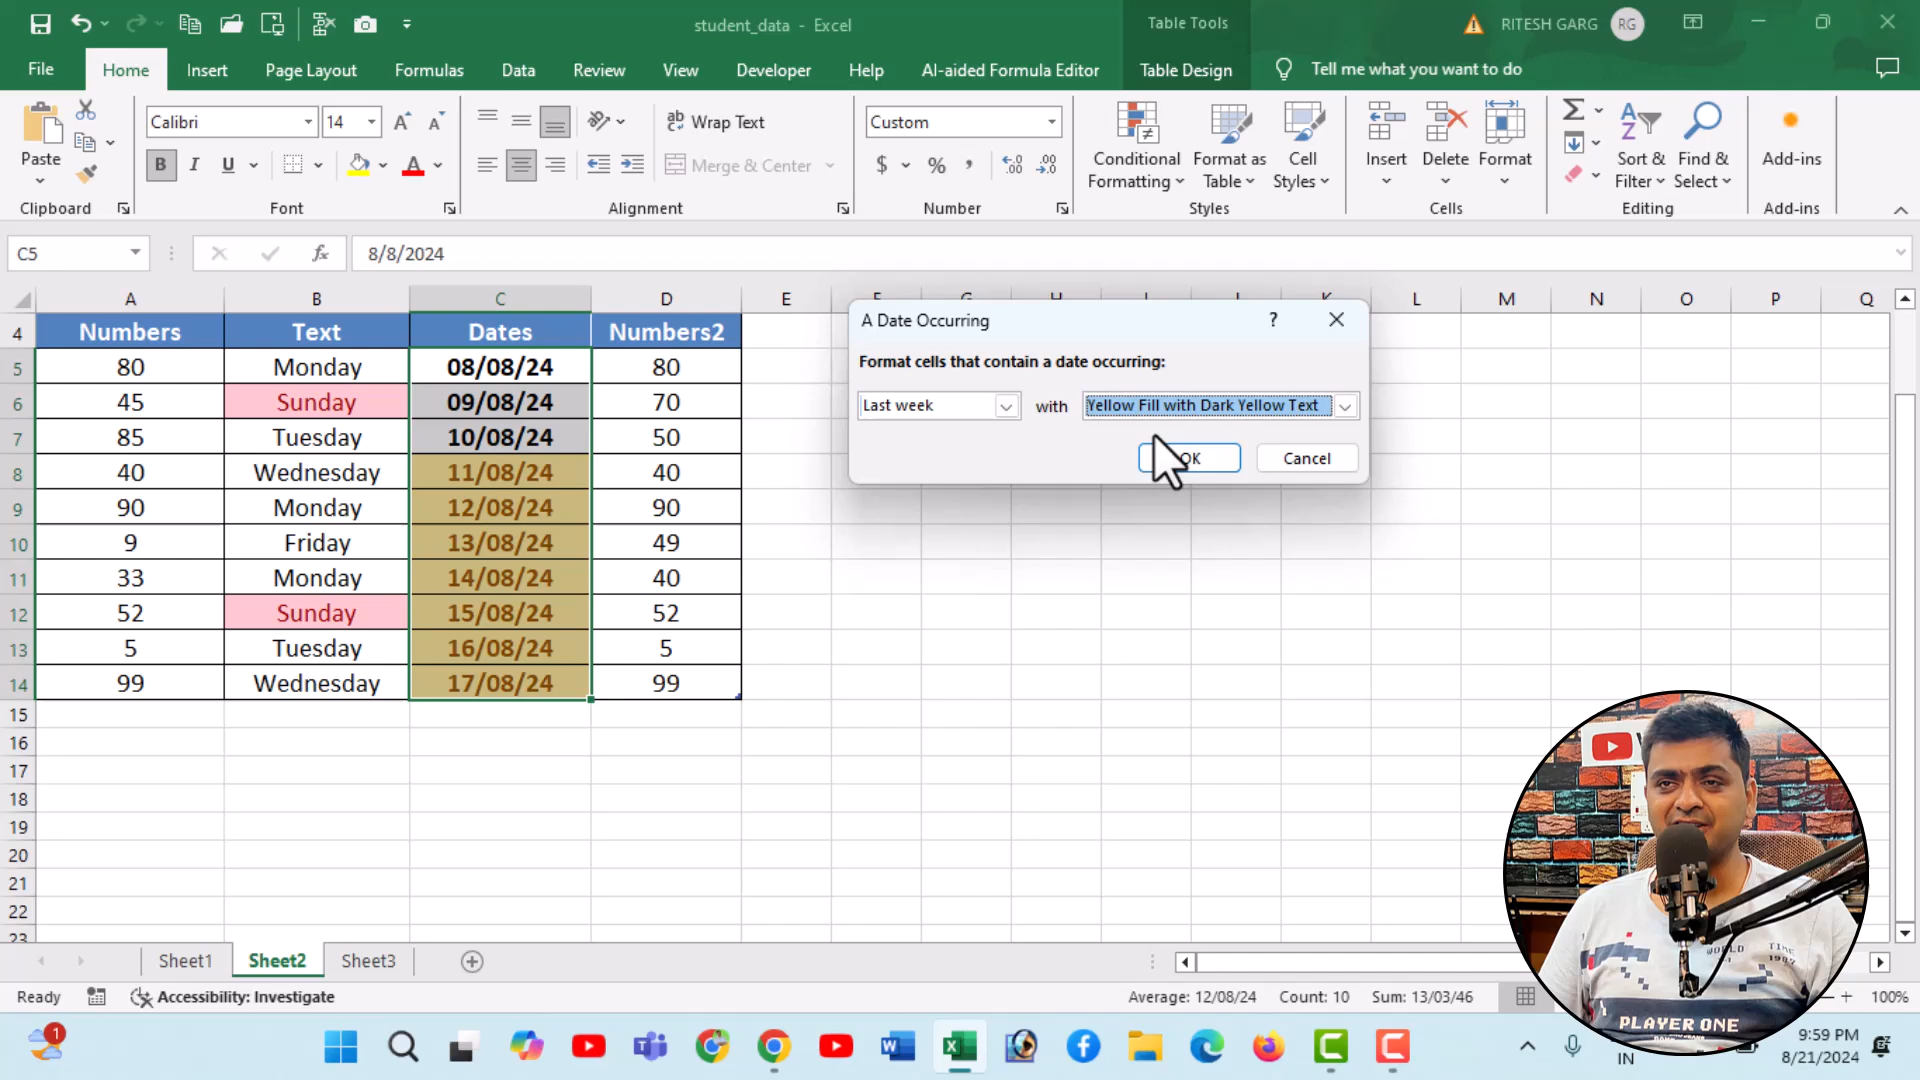 student_data - Excel
Table Tools
RITESH GARG
RG
File
Home
Insert
Page Layout
Formulas
Data
Review
View
Developer
Help
AI-aided Formula Editor
Table Design
Tell me what you want to do
Paste
Clipboard
Calibri
14
B I U
Font
Wrap Text
Merge & Center
Alignment
Custom
$ %
Number
Conditional Formatting
Format as Table
Cell Styles
Styles
Insert
Delete
Format
Cells
Sort & Filter
Find & Select
Editing
Add-ins
Add-ins
C5
fx
8/8/2024
A B C D E L M N O P Q
4 Numbers Text Dates Numbers2
5 80 Monday 08/08/24 80
6 45 Sunday 09/08/24 70
7 85 Tuesday 10/08/24 50
8 40 Wednesday 11/08/24 40
9 90 Monday 12/08/24 90
10 9 Friday 13/08/24 49
11 33 Monday 14/08/24 40
12 52 Sunday 15/08/24 52
13 5 Tuesday 16/08/24 5
14 99 Wednesday 17/08/24 99
15
16
17
18
19
20
21
22
23
A Date Occurring
?
Format cells that contain a date occurring:
Last week with Yellow Fill with Dark Yellow Text
OK
Cancel
WORLD TIME
1987
PLAYER ONE
Sheet1
Sheet2
Sheet3
Ready
Accessibility: Investigate
Average: 12/08/24
Count: 10
Sum: 13/03/46
100%
1
IN
9:59 PM
8/21/2024